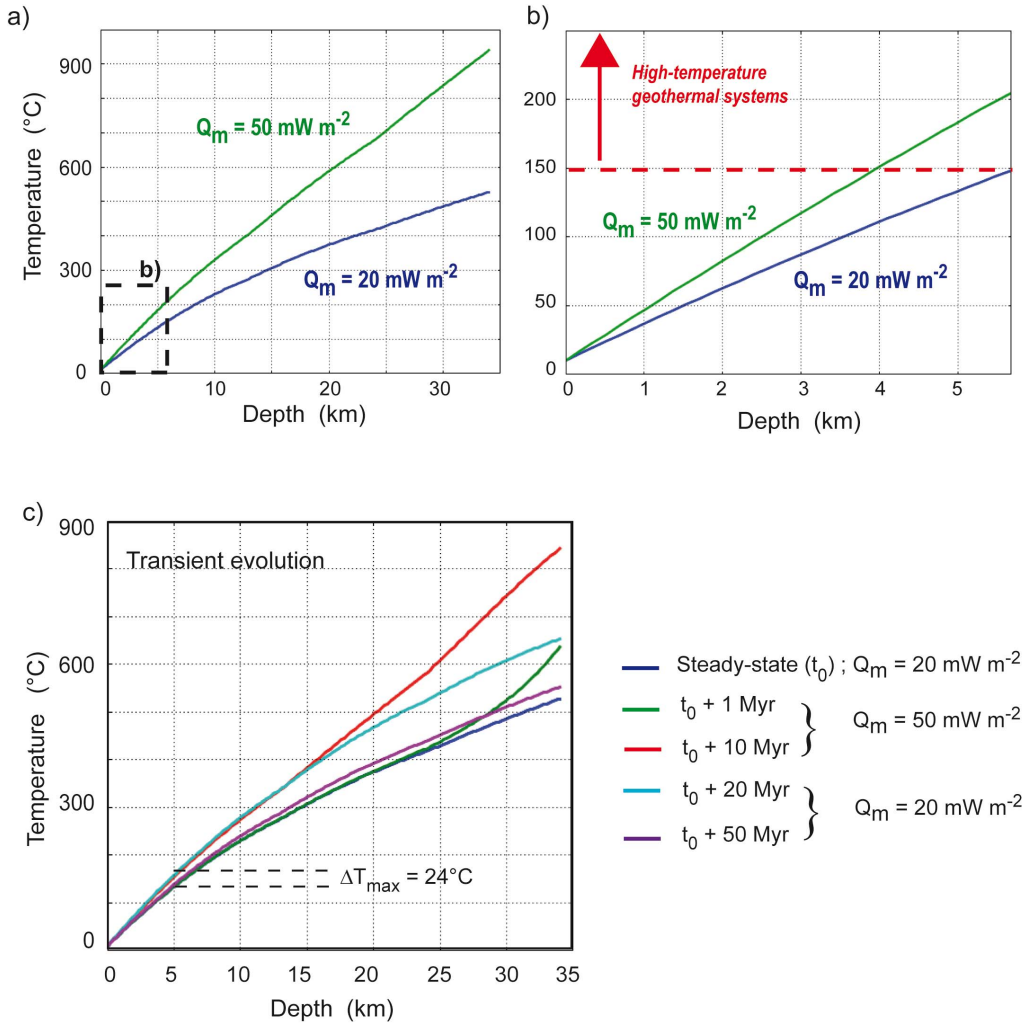 a)
900
600
300
0
Temperature (°C)
Qm = 50 mW m-2
Qm = 20 mW m-2
b)
0 10 20 30
Depth (km)
b)
200
150
100
50
0
High-temperature
geothermal systems
Qm = 50 mW m-2
Qm = 20 mW m-2
0 1 2 3 4 5
Depth (km)
c)
900
600
300
0
Temperature (°C)
Transient evolution
ΔTmax = 24°C
0 5 10 15 20 25 30 35
Depth (km)
Steady-state (t0) ; Qm = 20 mW m-2
t0 + 1 Myr
t0 + 10 Myr
} Qm = 50 mW m-2
t0 + 20 Myr
t0 + 50 Myr
} Qm = 20 mW m-2